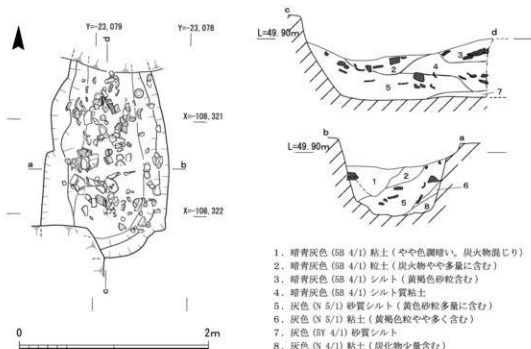 Y=-23,079
Y=-23,078
c
X=-108,321
a
b
X=-108,322
0
2m
c
d
L=49.90m
3
2
4
5
7
b
a
L=49.90m
1
2
6
5
8
1. 暗青灰色 (5B 4/1) 粘土 (やや色調暗い。炭火物混じり)
2. 暗青灰色 (5B 4/1) 粒土 (炭火物やや多量に含む)
3. 暗青灰色 (5B 4/1) シルト (黄褐色砂粒含む)
4. 暗青灰色 (5B 4/1) シルト質粘土
5. 灰色 (N 5/1) 砂質シルト (黄色砂粒多量に含む)
6. 灰色 (N 5/1) 粘土 (黄褐色粒やや多く含む)
7. 灰色 (5Y 4/1) 砂質シルト
8. 灰色 (N 4/1) 粘土 (炭化物少量含む)